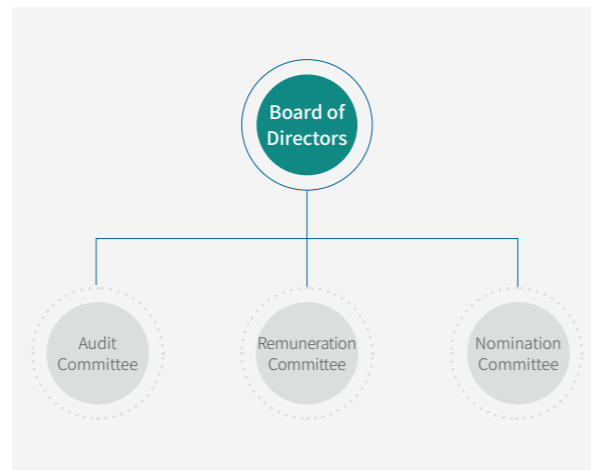 Board of
Directors
Audit
Committee
Remuneration
Committee
Nomination
Committee